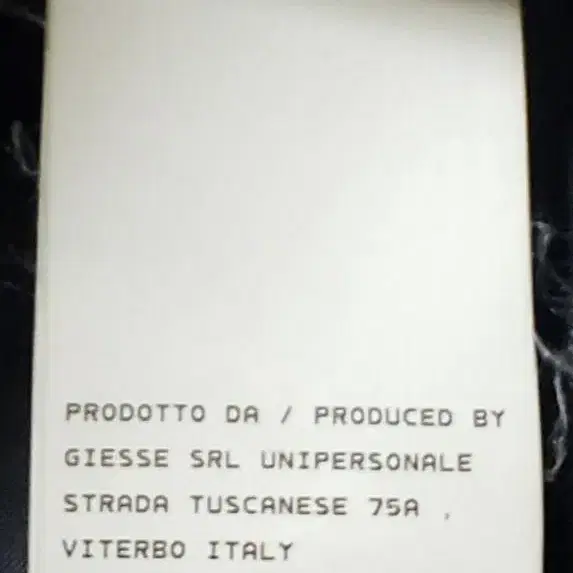 PRODOTTO DA / PRODUCED BY
GIESSE SRL UNIPERSONALE
STRADA TUSCANESE 75A ,
VITERBO ITALY